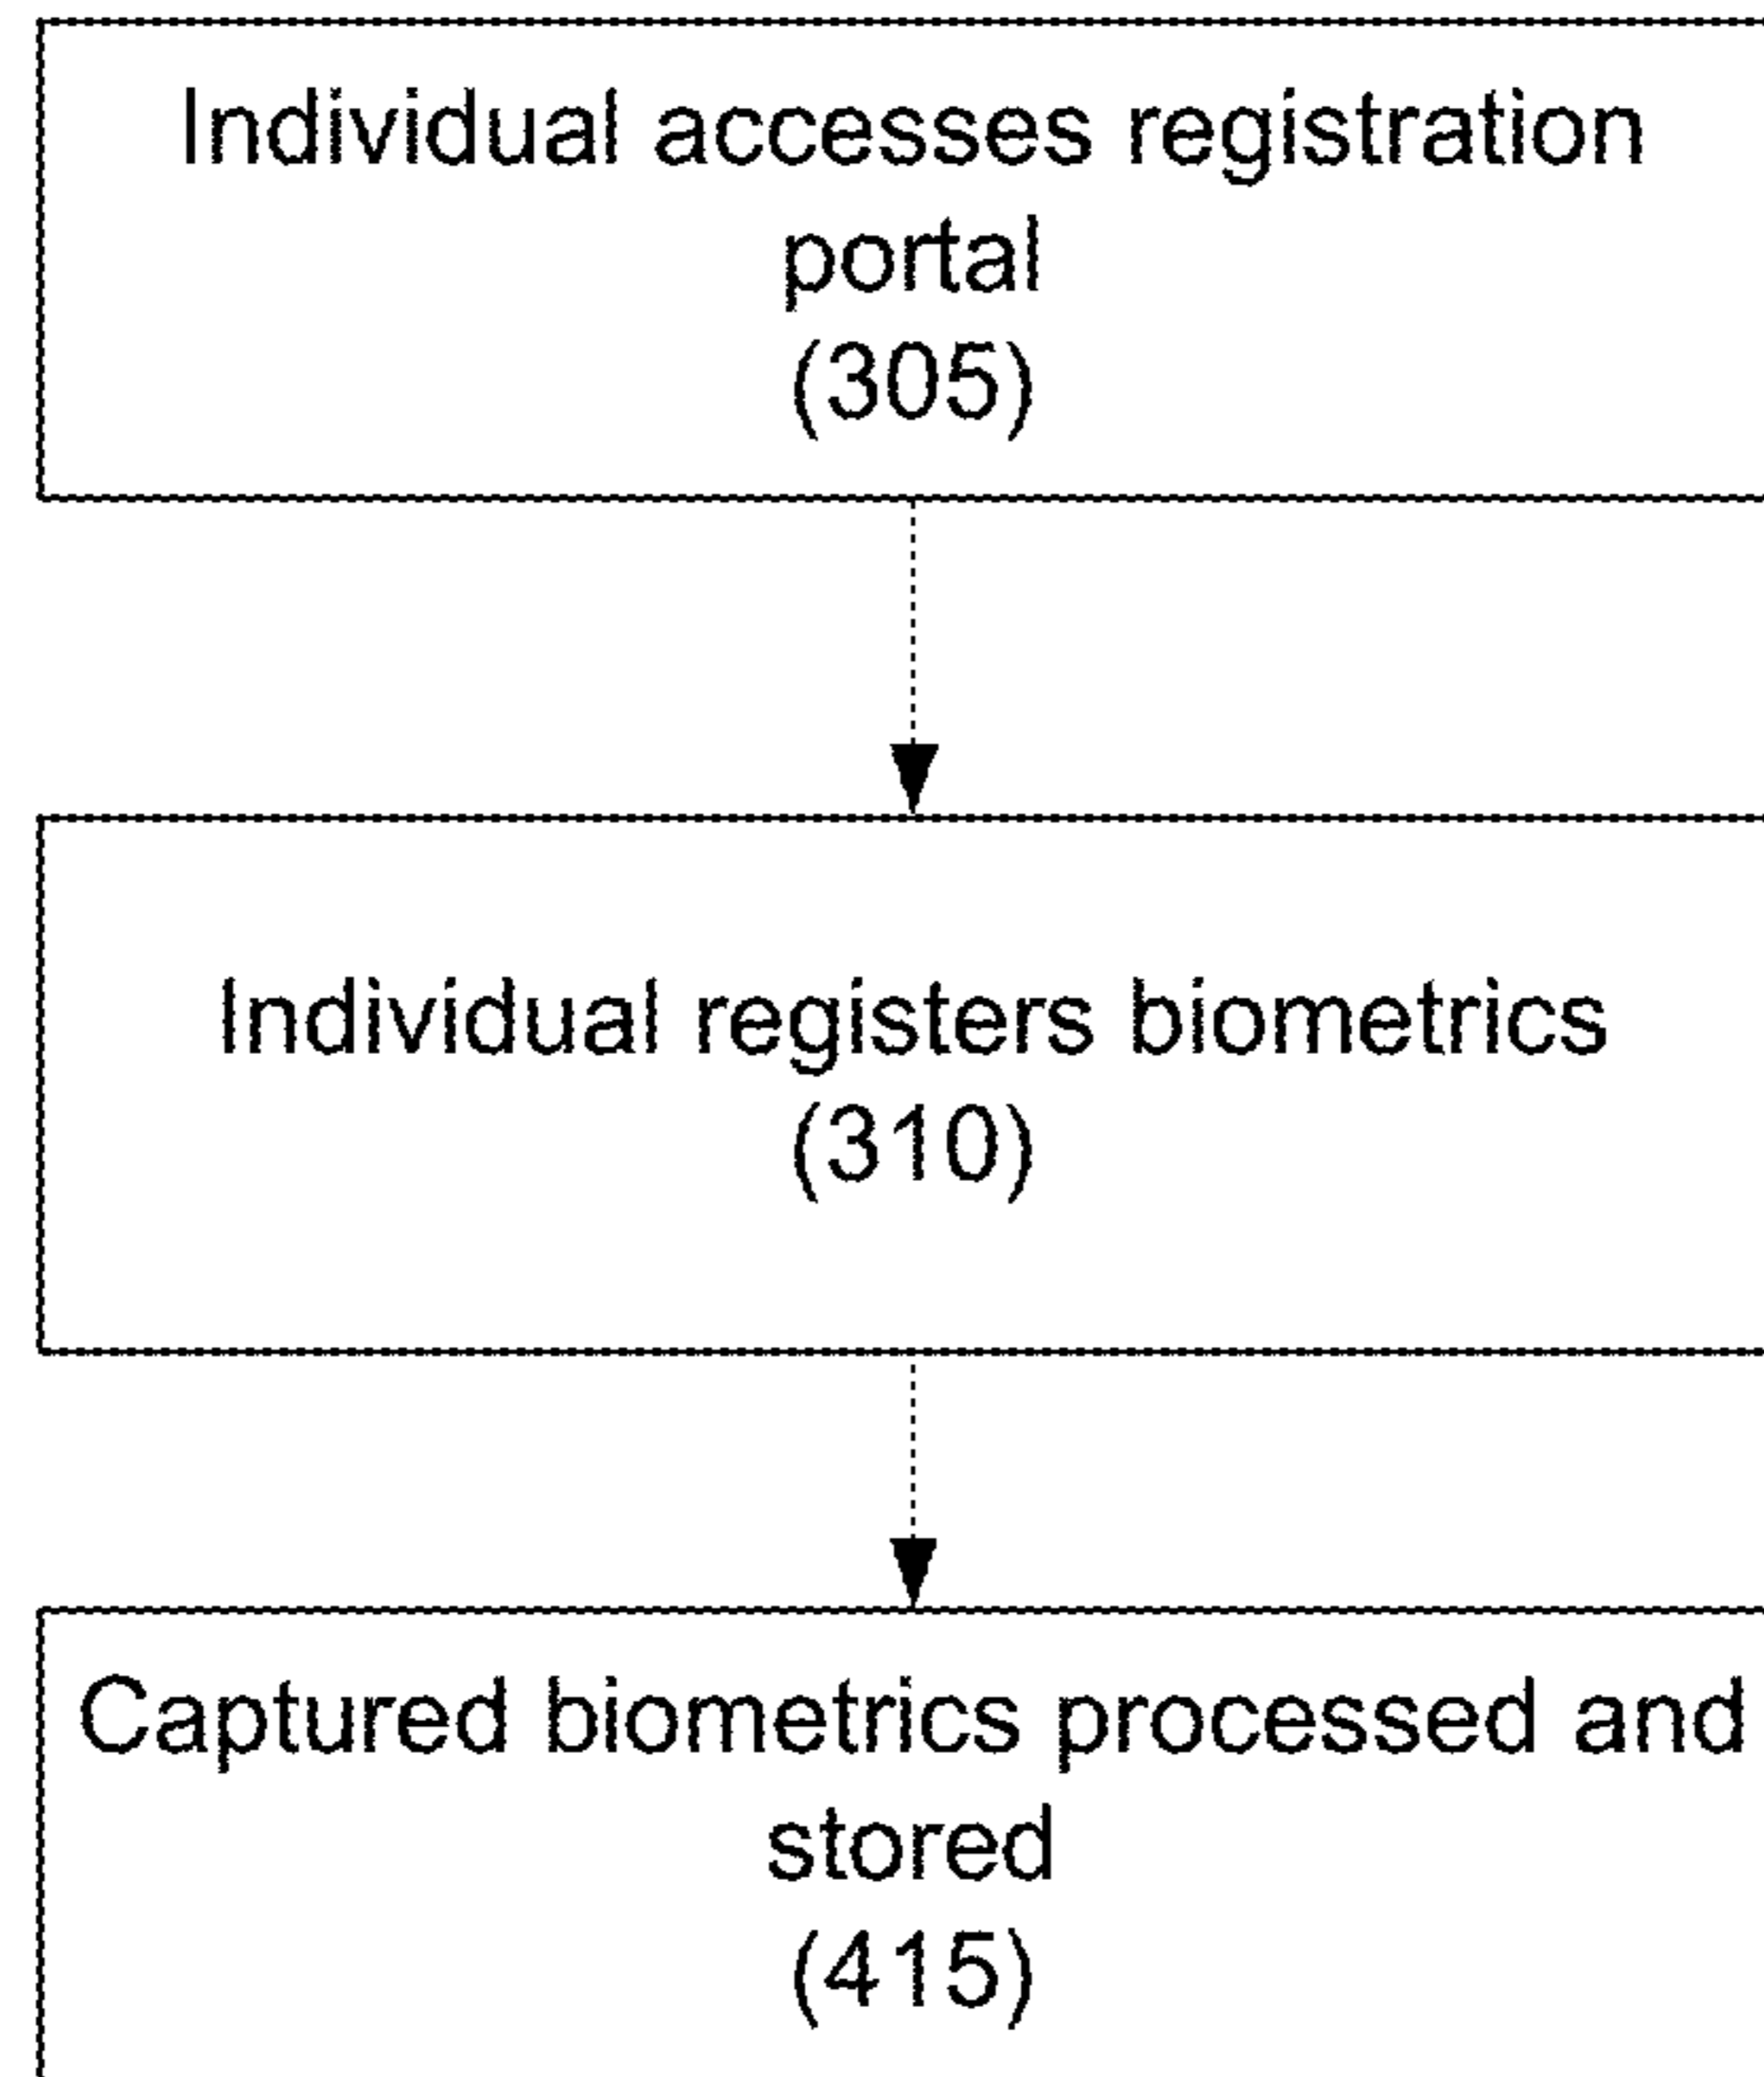 Individual accesses registration
portal
(305)
Individual registers biometrics
(310)
Captured biometrics processed and
stored
(415)